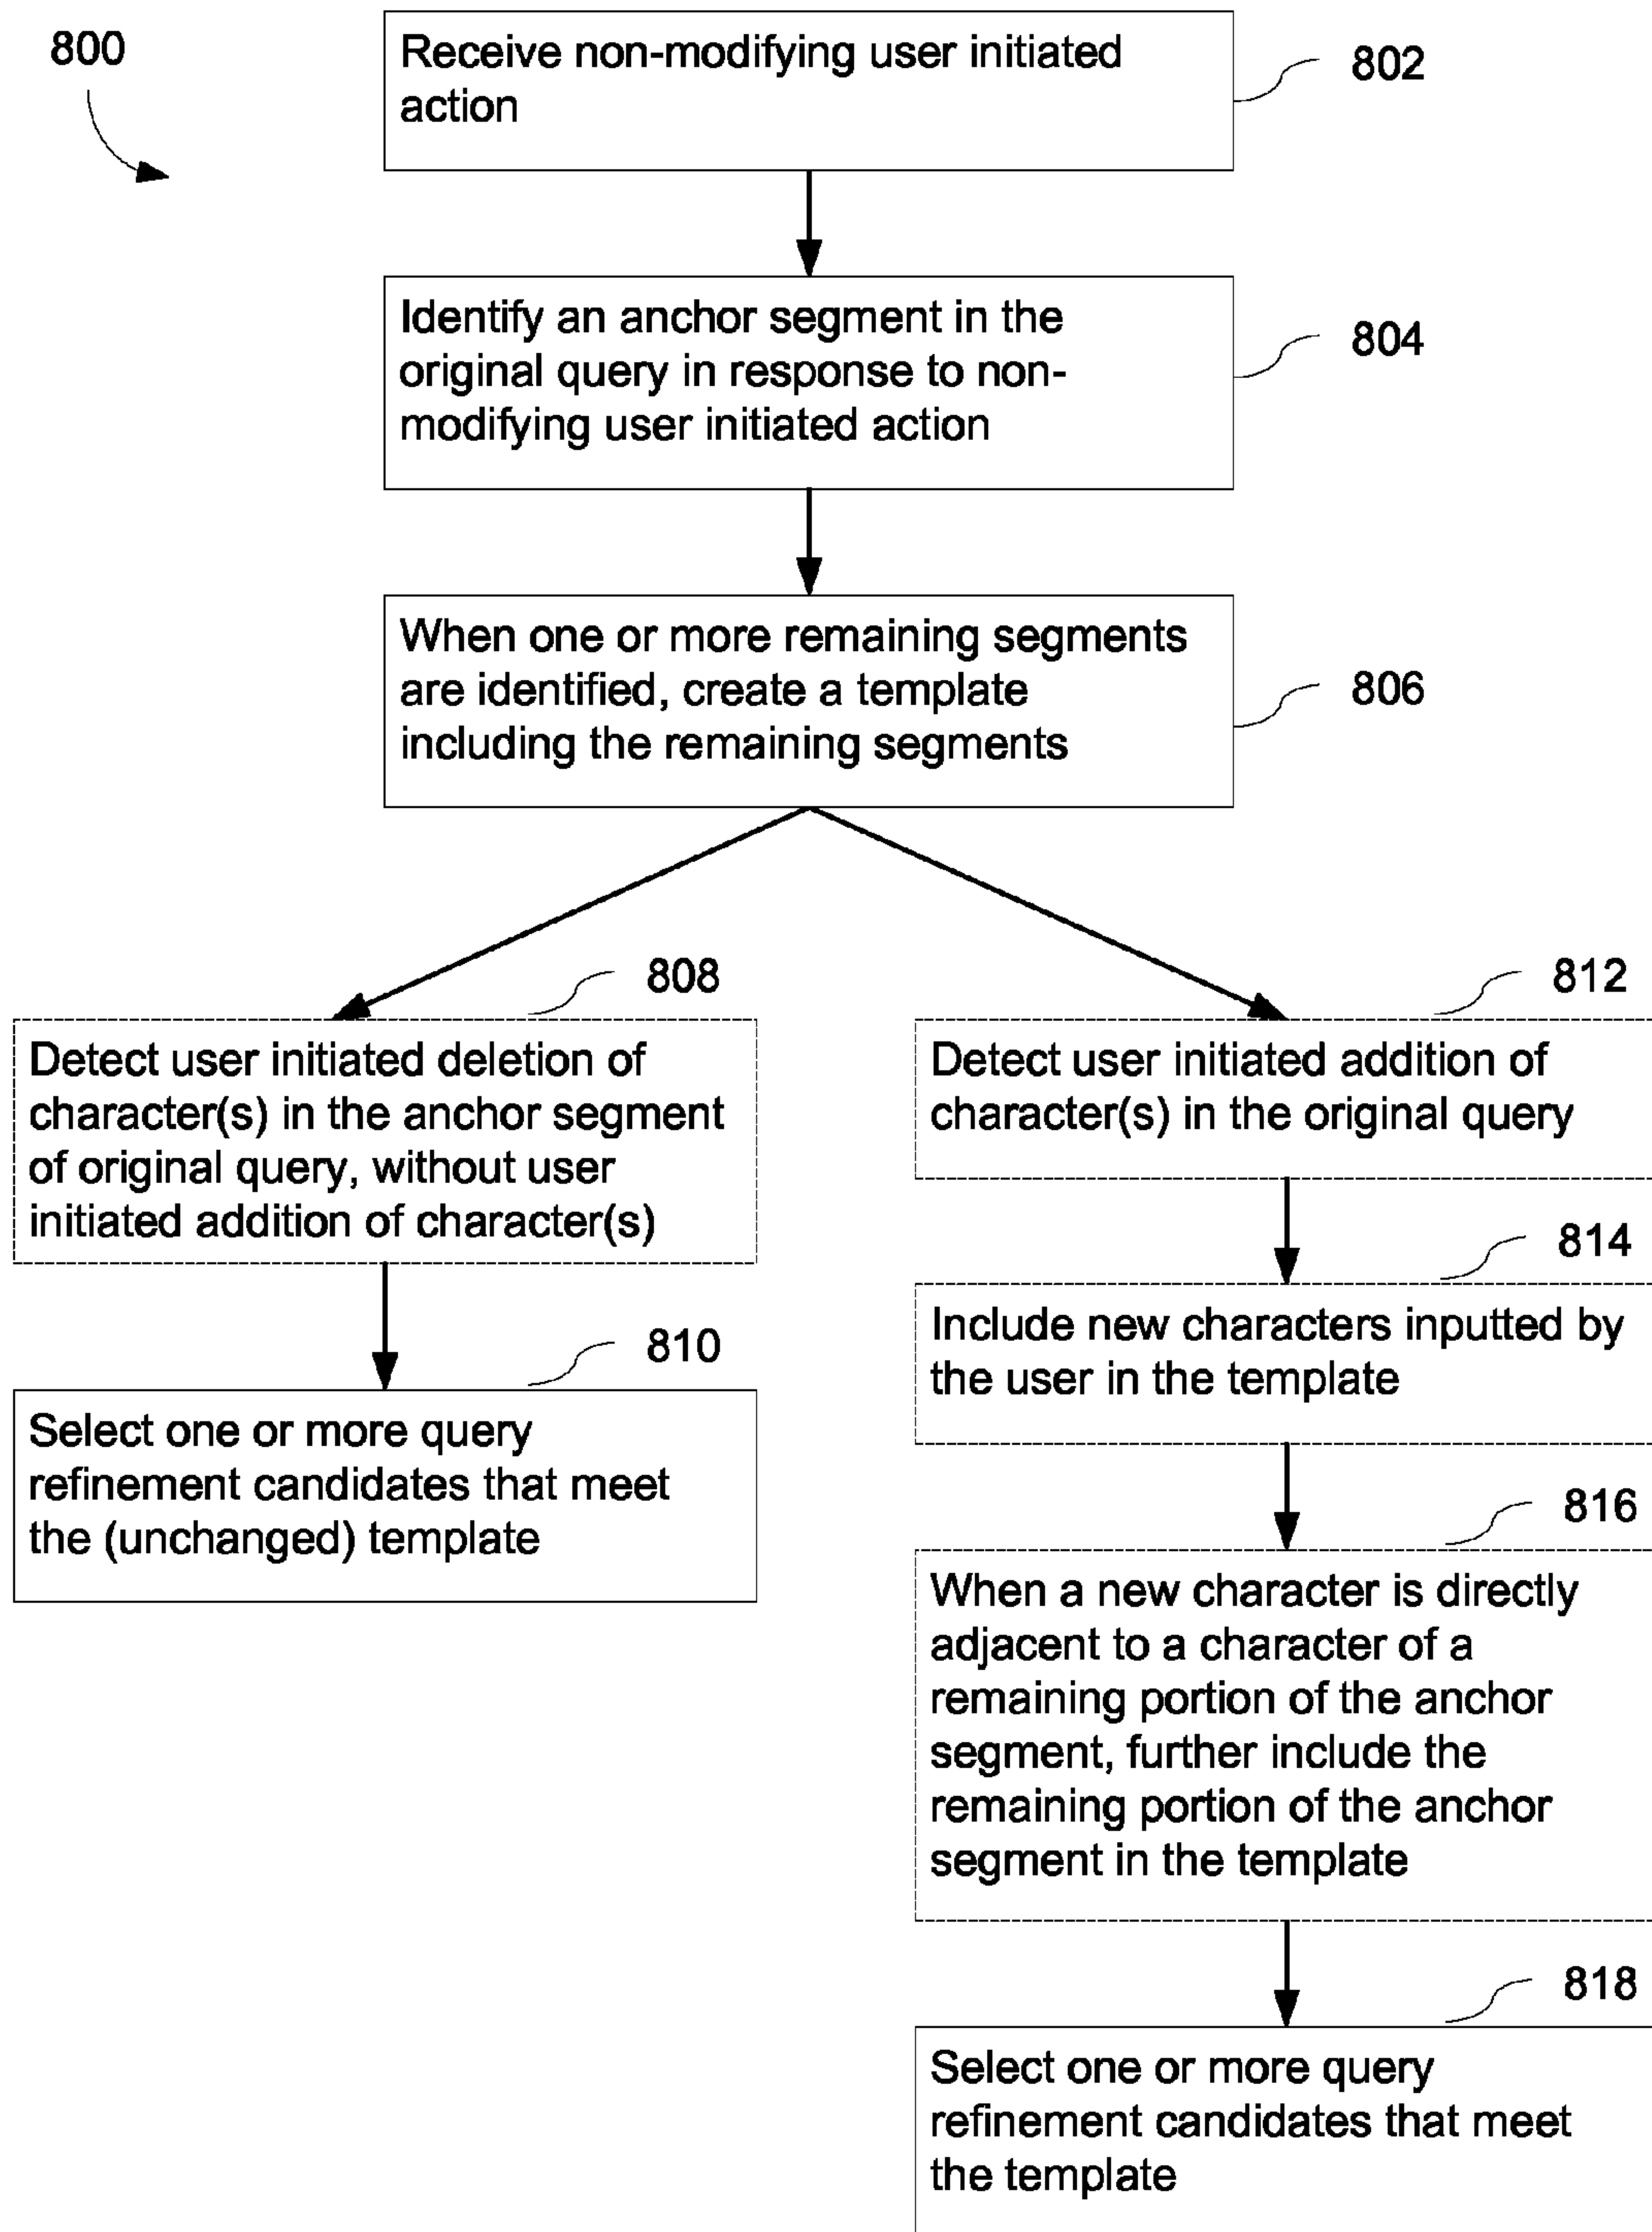 800
Receive non-modifying user initiated
action
802
Identify an anchor segment in the
original query in response to non-
modifying user initiated action
804
When one or more remaining segments
are identified, create a template
including the remaining segments
806
808
Detect user initiated deletion of
character(s) in the anchor segment
of original query, without user
initiated addition of character(s)
810
Select one or more query
refinement candidates that meet
the (unchanged) template
812
Detect user initiated addition of
character(s) in the original query
814
Include new characters inputted by
the user in the template
816
When a new character is directly
adjacent to a character of a
remaining portion of the anchor
segment, further include the
remaining portion of the anchor
segment in the template
818
Select one or more query
refinement candidates that meet
the template